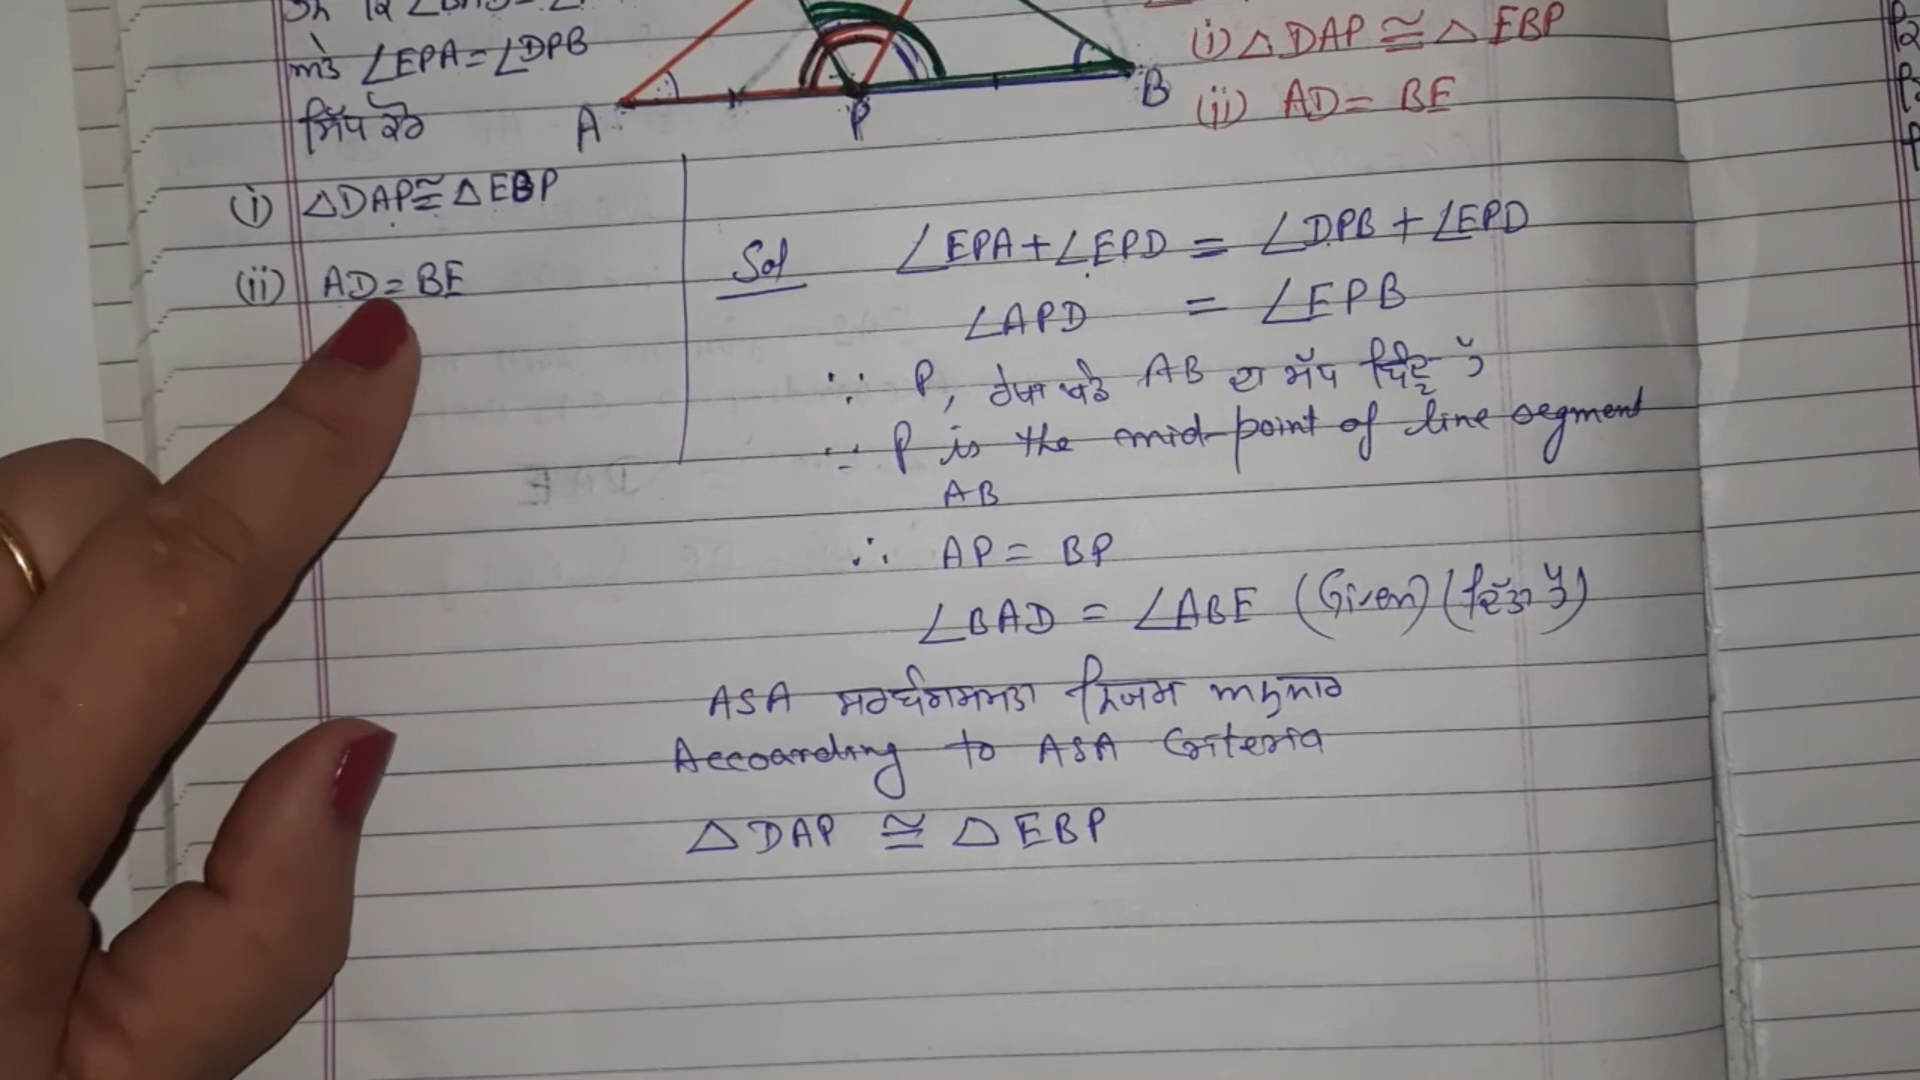 ਅਤੇ ∠EPA=∠DPB
ਸਿੱਧ ਕਰੋ
(i) △DAP≅△EBP
(ii) AD=BE
A
P
B
(i) △DAP ≅ △EBP
(ii) AD= BE
Sol ∠EPA+∠EPD = ∠DPB+∠EPD
∠APD = ∠EPB
∵ P, ਰੇਖਾ ਖੰਡ AB ਦਾ ਮੱਧ ਬਿੰਦੂ ਹੈ
∵ P is the mid-point of line segment
AB
∴ AP= BP
∠BAD = ∠ABE (Given) (ਦਿੱਤਾ ਹੈ)
ASA ਸਰਬੰਗਸਮਤਾ ਨਿਯਮ ਅਨੁਸਾਰ
Accoarding to ASA Criteria
△DAP ≅ △EBP